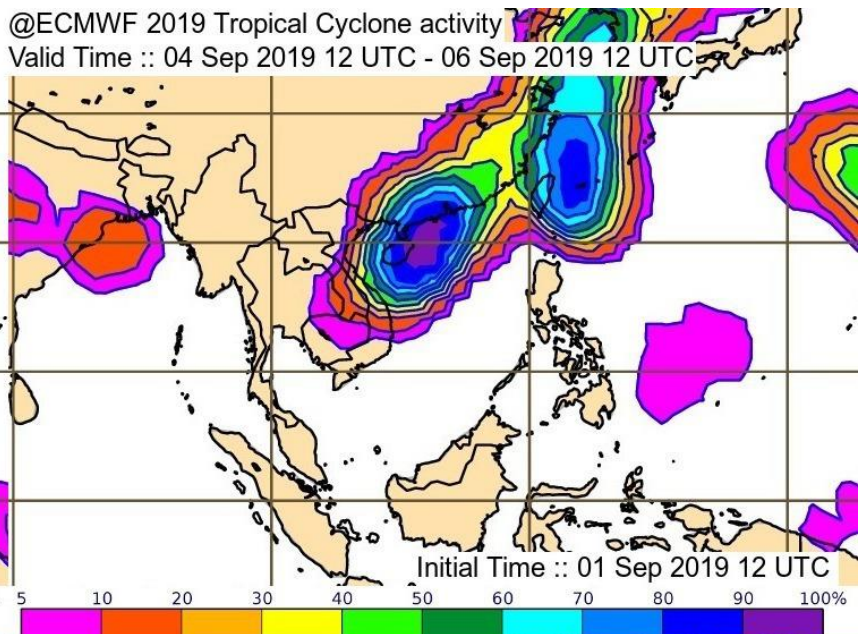 @ECMWF 2019 Tropical Cyclone activity
Valid Time :: 04 Sep 2019 12 UTC - 06 Sep 2019 12 UTC
Initial Time :: 01 Sep 2019 12 UTC
5 10 20 30 40 50 60 70 80 90 100%